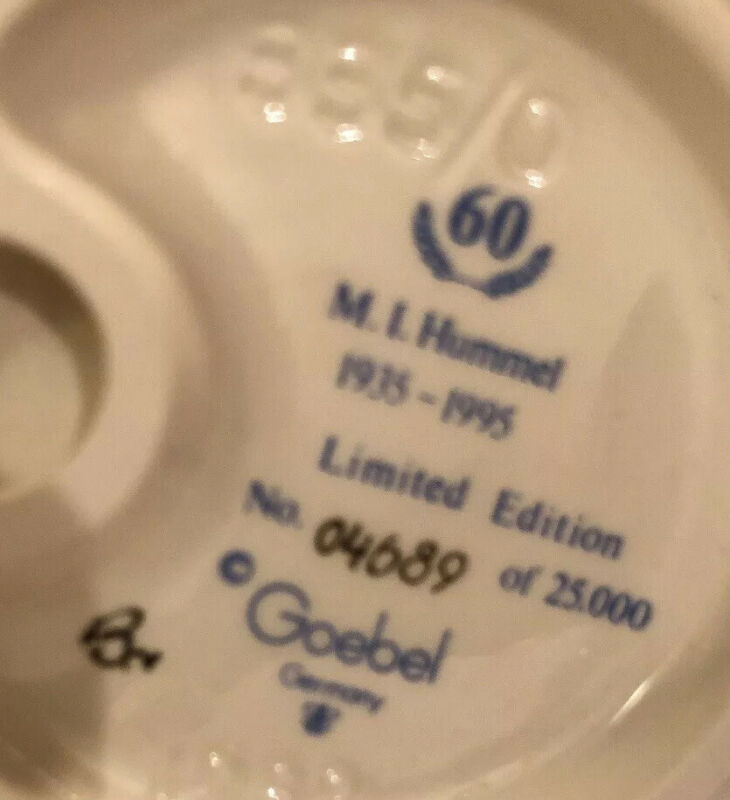 60
M. I. Hummel
1935 - 1995
Limited Edition
No. 04689 of 25.000
© Goebel
Germany